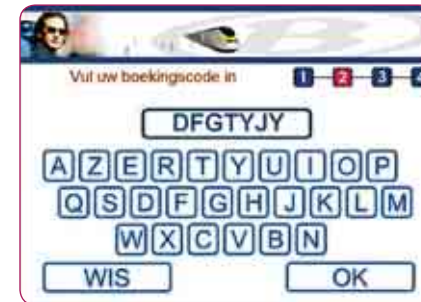 Vul uw boekingscode in 1 2 3 4
DFGTYJY
A Z E R T Y U I O P
Q S D F G H J K L M
W X C V B N
WIS OK